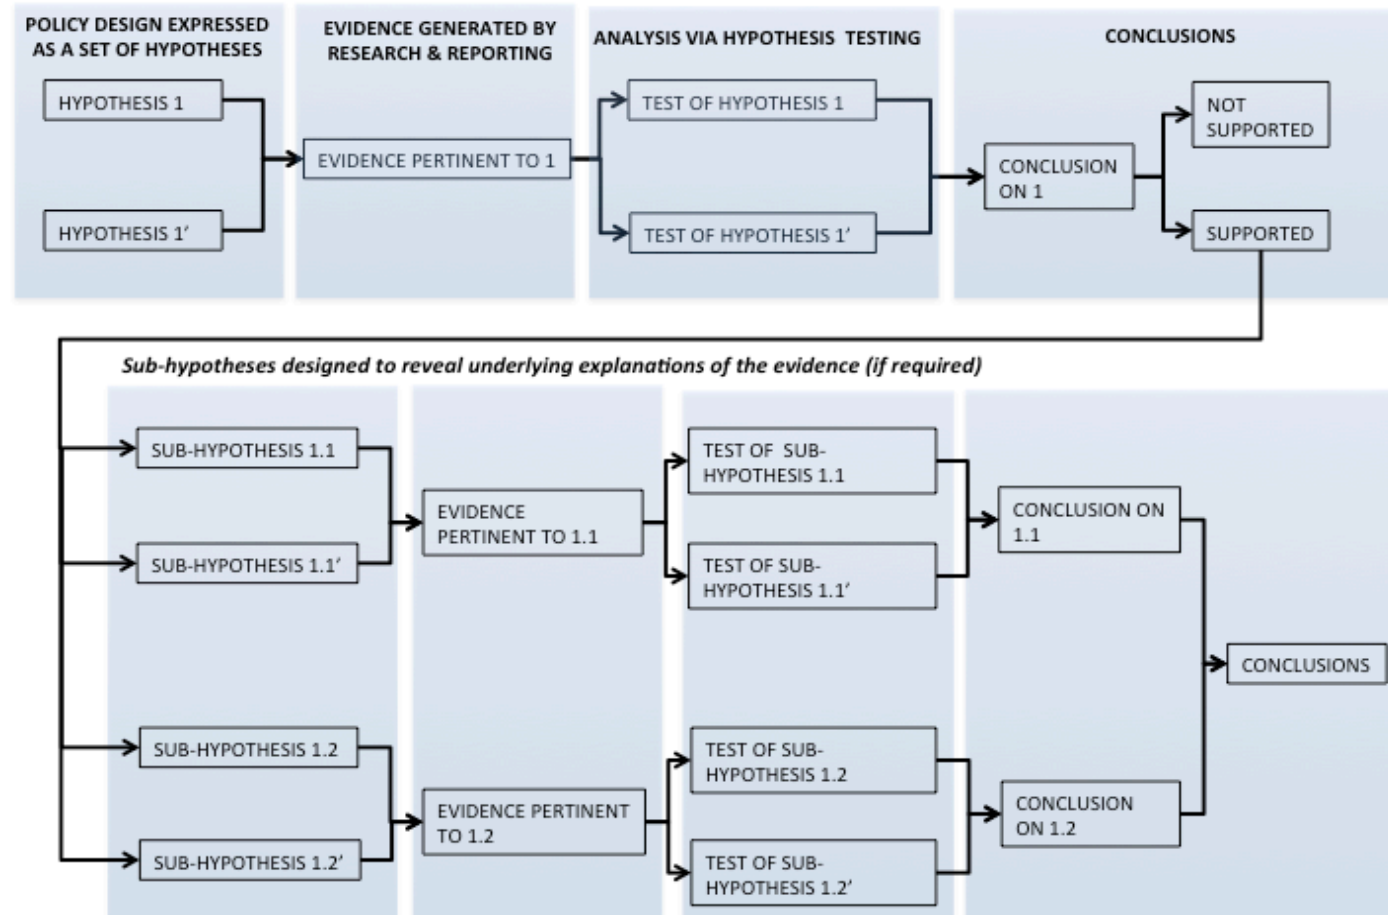 POLICY DESIGN EXPRESSED
AS A SET OF HYPOTHESES
EVIDENCE GENERATED BY
RESEARCH & REPORTING
ANALYSIS VIA HYPOTHESIS TESTING
CONCLUSIONS
HYPOTHESIS 1
HYPOTHESIS 1′
EVIDENCE PERTINENT TO 1
TEST OF HYPOTHESIS 1
TEST OF HYPOTHESIS 1′
CONCLUSION
ON 1
NOT
SUPPORTED
SUPPORTED
Sub-hypotheses designed to reveal underlying explanations of the evidence (if required)
SUB-HYPOTHESIS 1.1
SUB-HYPOTHESIS 1.1′
EVIDENCE
PERTINENT TO 1.1
TEST OF SUB-
HYPOTHESIS 1.1
TEST OF SUB-
HYPOTHESIS 1.1′
CONCLUSION ON
1.1
SUB-HYPOTHESIS 1.2
SUB-HYPOTHESIS 1.2′
EVIDENCE PERTINENT
TO 1.2
TEST OF SUB-
HYPOTHESIS 1.2
TEST OF SUB-
HYPOTHESIS 1.2′
CONCLUSION
ON 1.2
CONCLUSIONS